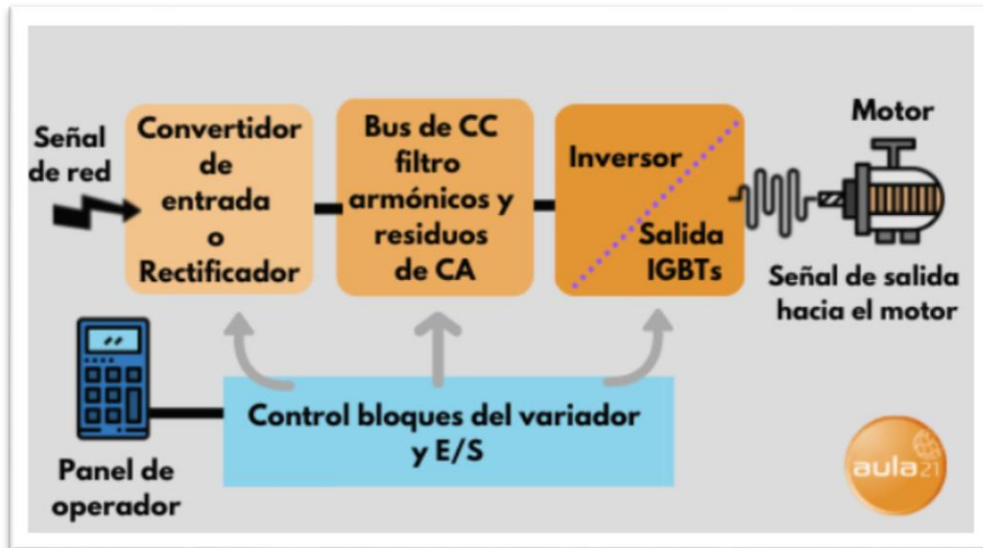 Señal
de red
Convertidor
de
entrada
o
Rectificador
Bus de CC
filtro
armónicos y
residuos
de CA
Inversor
Salida
IGBTs
Motor
Señal de salida
hacia el motor
Panel de
operador
Control bloques del variador
y E/S
aula21